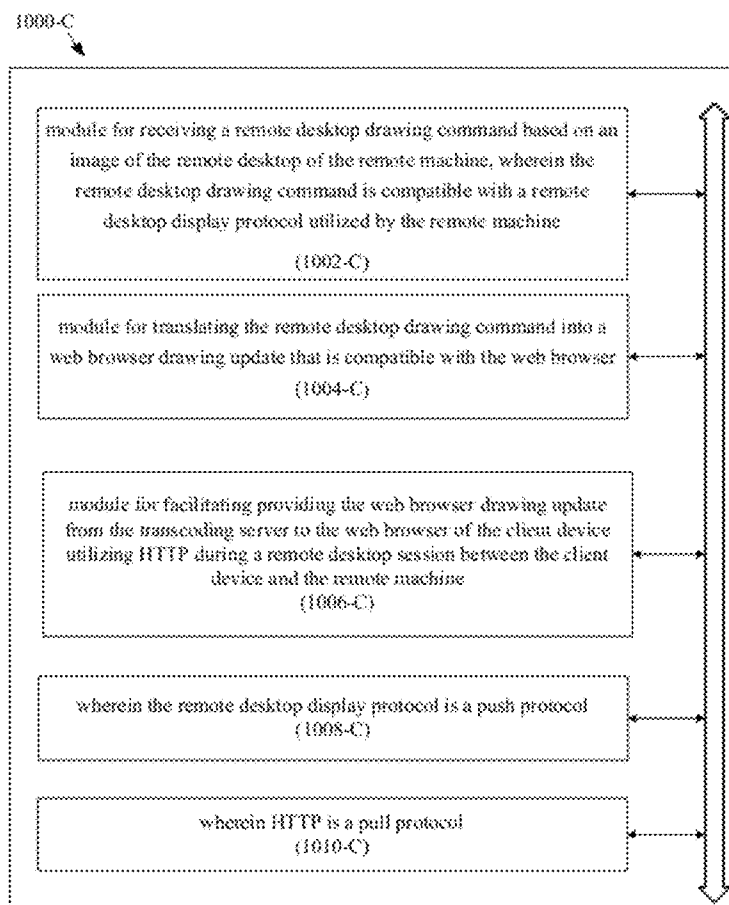 1000-C
module for receiving a remote desktop drawing command based on an
image of the remote desktop of the remote machine, wherein the
remote desktop drawing command is compatible with a remote
desktop display protocol utilized by the remote machine
(1002-C)
module for translating the remote desktop drawing command into a
web browser drawing update that is compatible with the web browser
(1004-C)
module for facilitating providing the web browser drawing update
from the transcoding server to the web browser of the client device
utilizing HTTP during a remote desktop session between the client
device and the remote machine
(1006-C)
wherein the remote desktop display protocol is a push protocol
(1008-C)
wherein HTTP is a pull protocol
(1010-C)